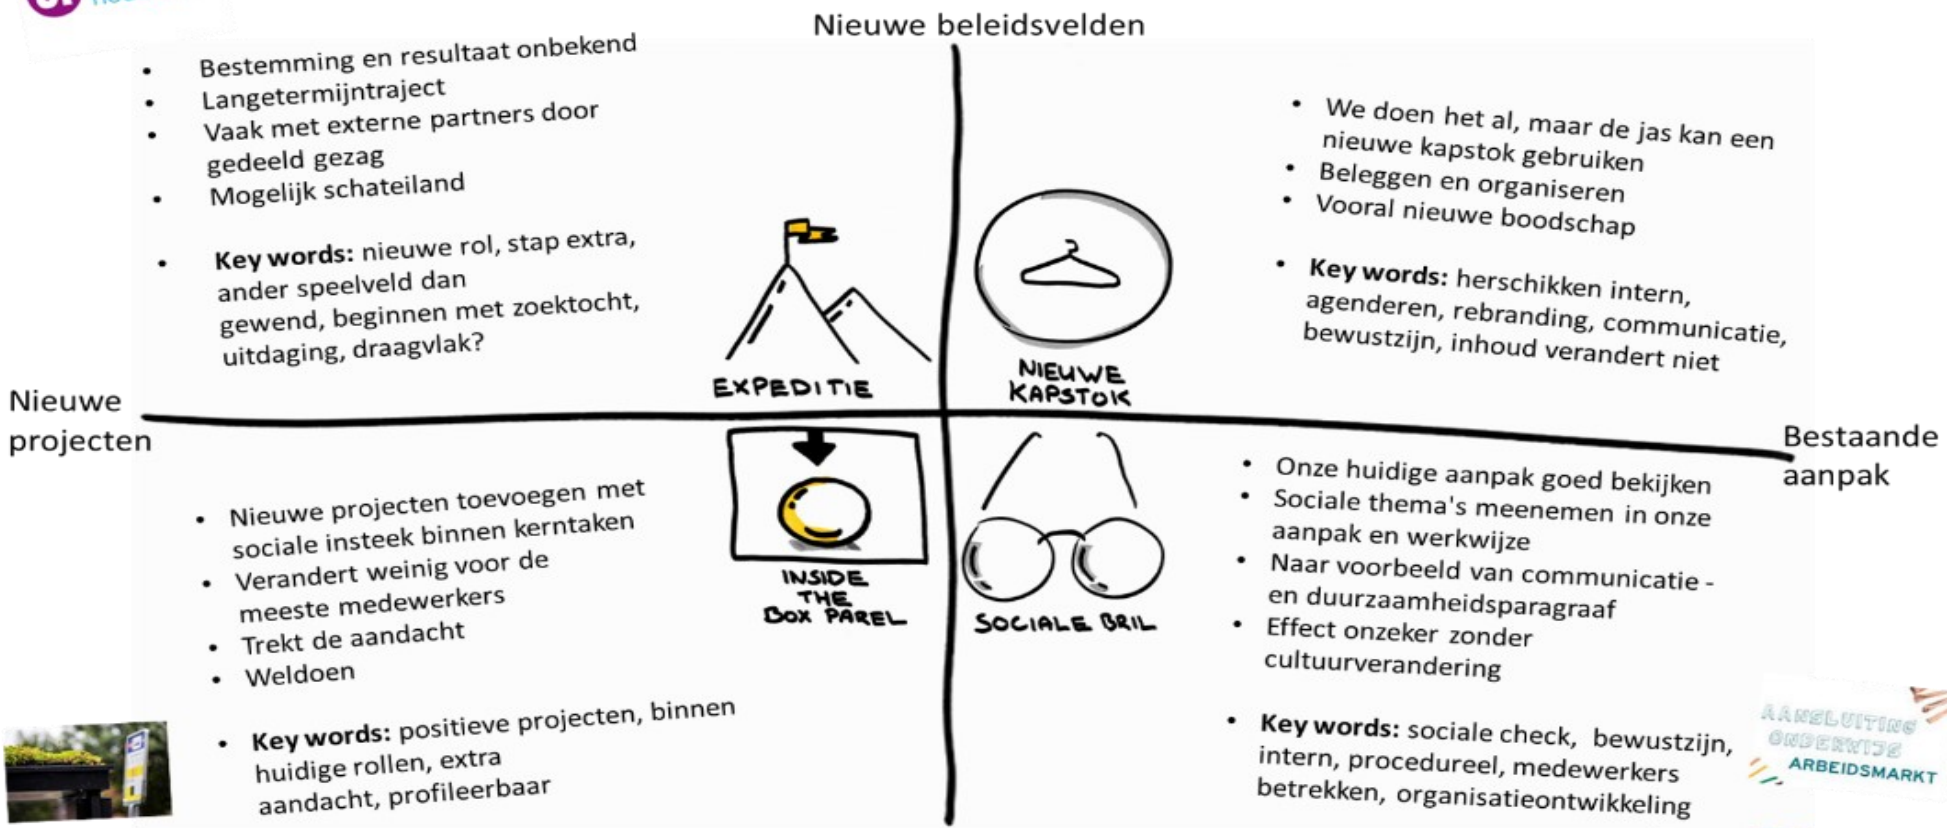 Nieuwe beleidsvelden
• Bestemming en resultaat onbekend
• Langetermijntraject
• Vaak met externe partners door
gedeeld gezag
• Mogelijk schateiland
• Key words: nieuwe rol, stap extra,
ander speelveld dan
gewend, beginnen met zoektocht,
uitdaging, draagvlak?
EXPEDITIE
• We doen het al, maar de jas kan een
nieuwe kapstok gebruiken
• Beleggen en organiseren
• Vooral nieuwe boodschap
• Key words: herschikken intern,
agenderen, rebranding, communicatie,
bewustzijn, inhoud verandert niet
NIEUWE
KAPSTOK
Nieuwe
projecten
Bestaande
aanpak
• Nieuwe projecten toevoegen met
sociale insteek binnen kerntaken
• Verandert weinig voor de
meeste medewerkers
• Trekt de aandacht
• Weldoen
• Key words: positieve projecten, binnen
huidige rollen, extra
aandacht, profileerbaar
INSIDE
THE
BOX PAREL
SOCIALE BRIL
• Onze huidige aanpak goed bekijken
• Sociale thema's meenemen in onze
aanpak en werkwijze
• Naar voorbeeld van communicatie -
en duurzaamheidsparagraaf
• Effect onzeker zonder
cultuurverandering
• Key words: sociale check, bewustzijn,
intern, procedureel, medewerkers
betrekken, organisatieontwikkeling
AANSLUITING
ONDERWIJS
ARBEIDSMARKT